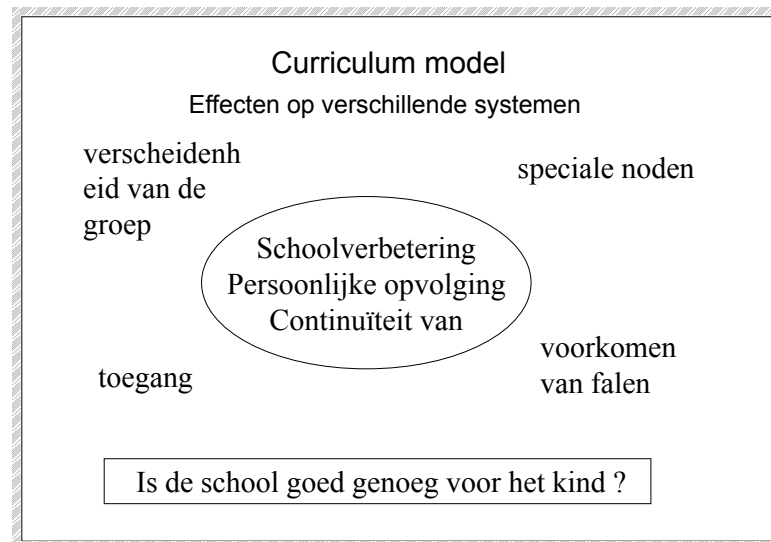 Curriculum model
Effecten op verschillende systemen
verscheidenh
eid van de
groep
speciale noden
Schoolverbetering
Persoonlijke opvolging
Continuïteit van
toegang
voorkomen
van falen
Is de school goed genoeg voor het kind ?